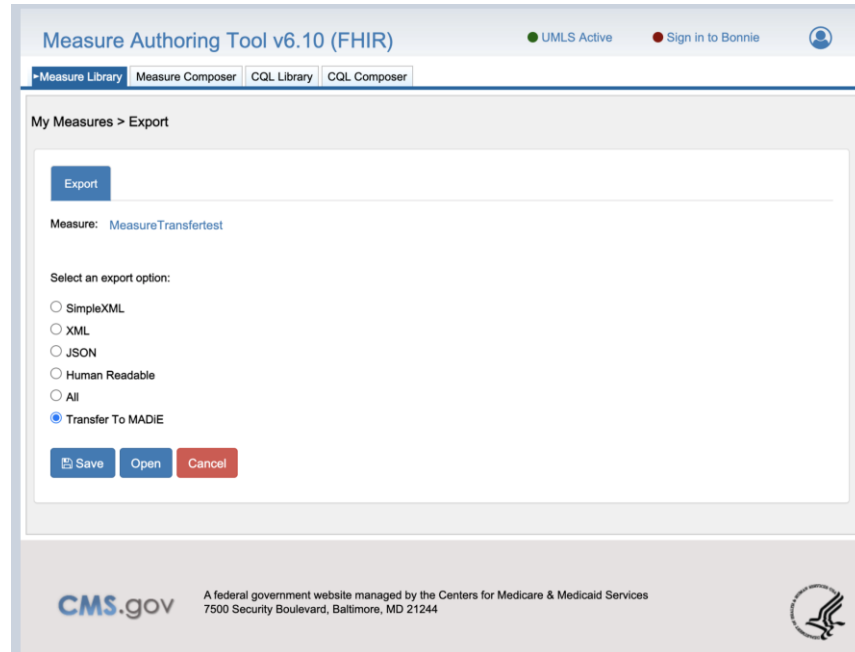 Measure Authoring Tool v6.10 (FHIR)
UMLS Active
Sign in to Bonnie
▸Measure Library
Measure Composer
CQL Library
CQL Composer
My Measures > Export
Export
Measure: MeasureTransfertest
Select an export option:
SimpleXML
XML
JSON
Human Readable
All
Transfer To MADiE
Save
Open
Cancel
CMS.gov
A federal government website managed by the Centers for Medicare & Medicaid Services
7500 Security Boulevard, Baltimore, MD 21244